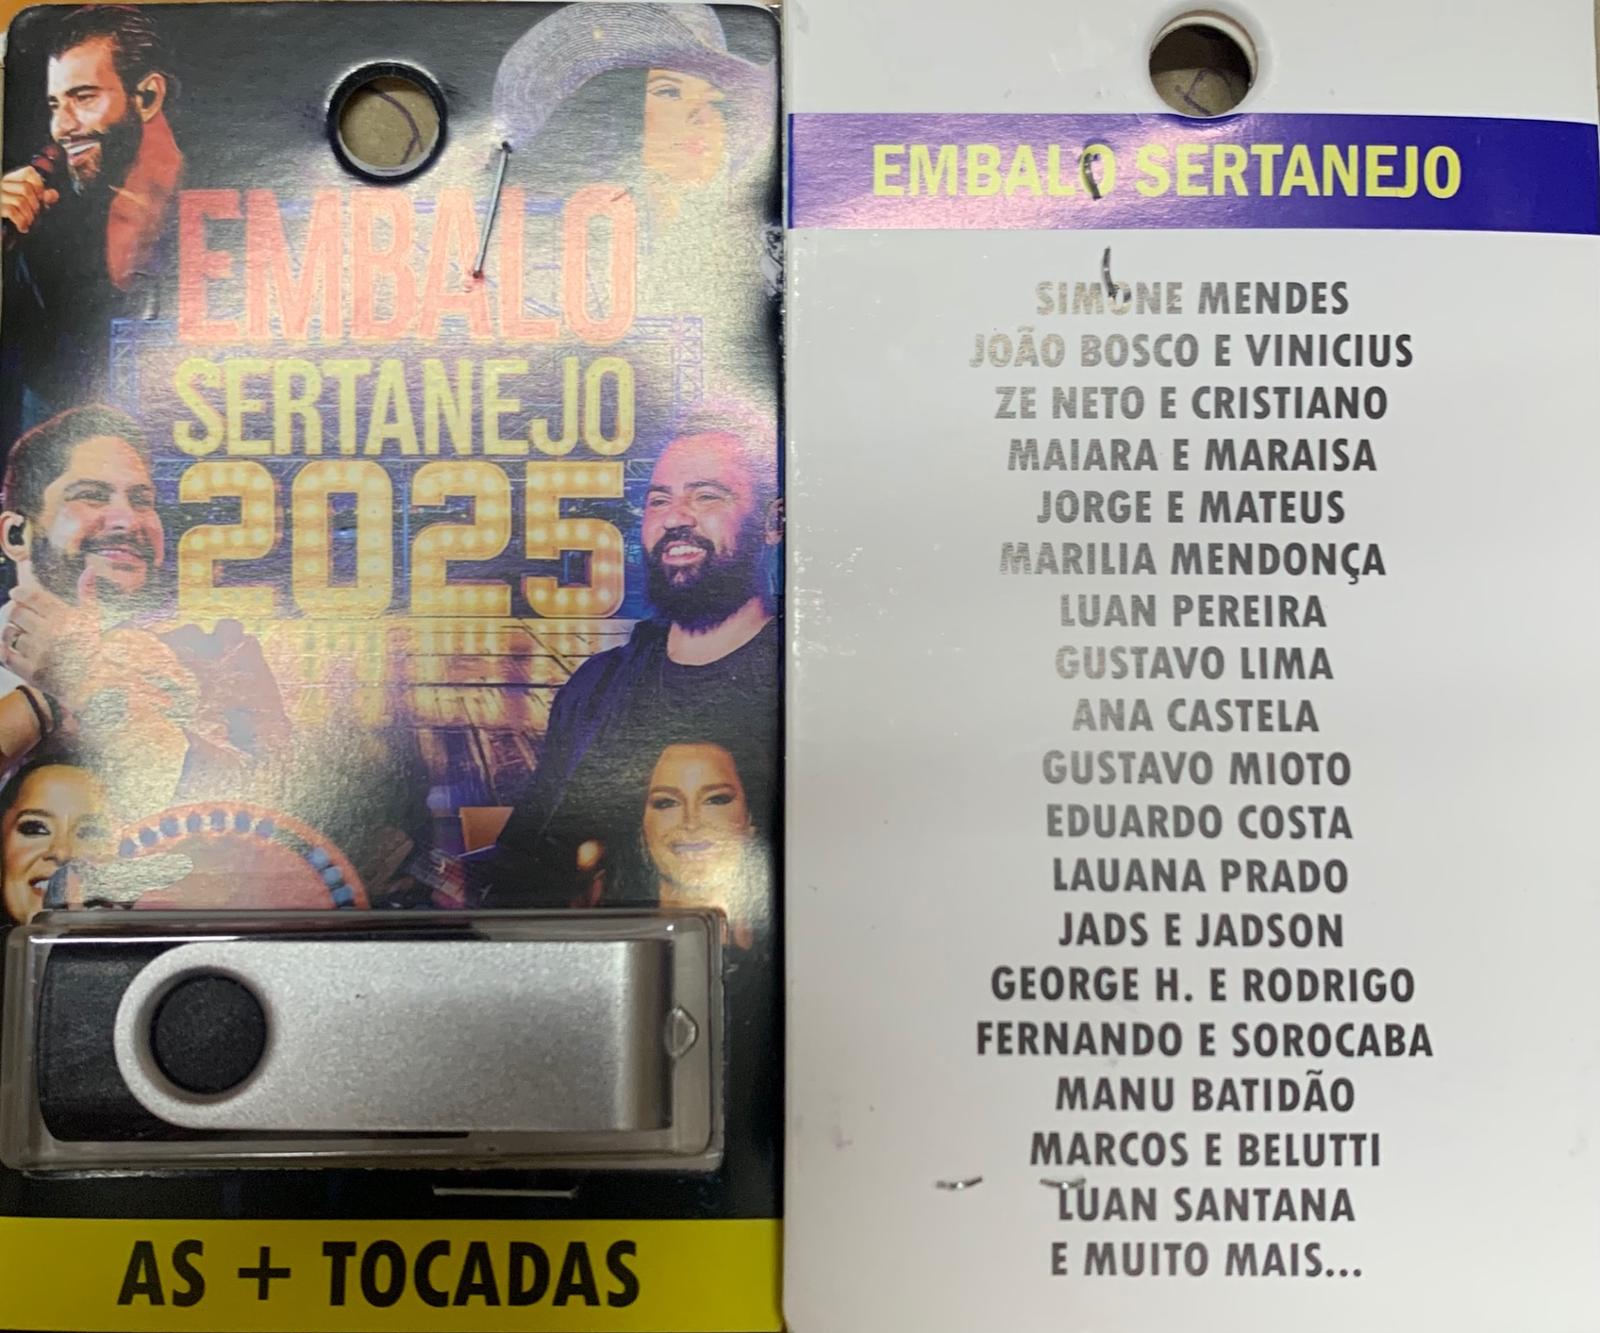 EMBALO
SERTANEJO
2025
AS + TOCADAS
EMBALO SERTANEJO
SIMONE MENDES
JOÃO BOSCO E VINICIUS
ZE NETO E CRISTIANO
MAIARA E MARAISA
JORGE E MATEUS
MARILIA MENDONÇA
LUAN PEREIRA
GUSTAVO LIMA
ANA CASTELA
GUSTAVO MIOTO
EDUARDO COSTA
LAUANA PRADO
JADS E JADSON
GEORGE H. E RODRIGO
FERNANDO E SOROCABA
MANU BATIDÃO
MARCOS E BELUTTI
LUAN SANTANA
E MUITO MAIS...